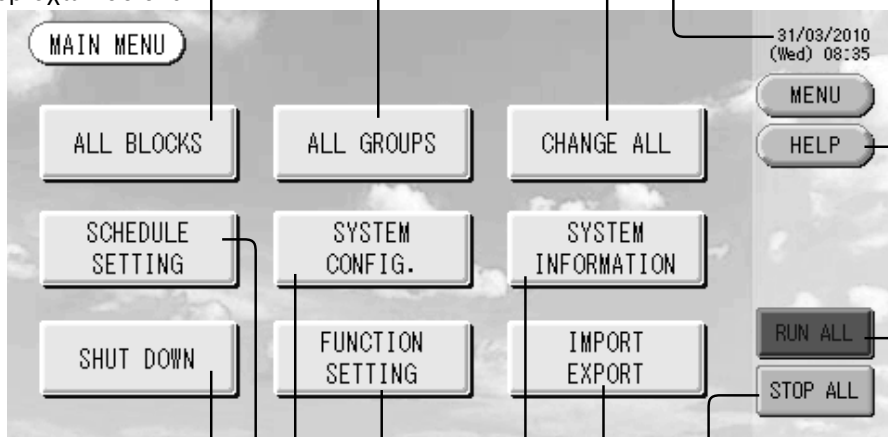 MAIN MENU
31/03/2010
(Wed) 08:35
MENU
HELP
ALL BLOCKS
ALL GROUPS
CHANGE ALL
SCHEDULE
SETTING
SYSTEM
CONFIG.
SYSTEM
INFORMATION
SHUT DOWN
FUNCTION
SETTING
IMPORT
EXPORT
RUN ALL
STOP ALL